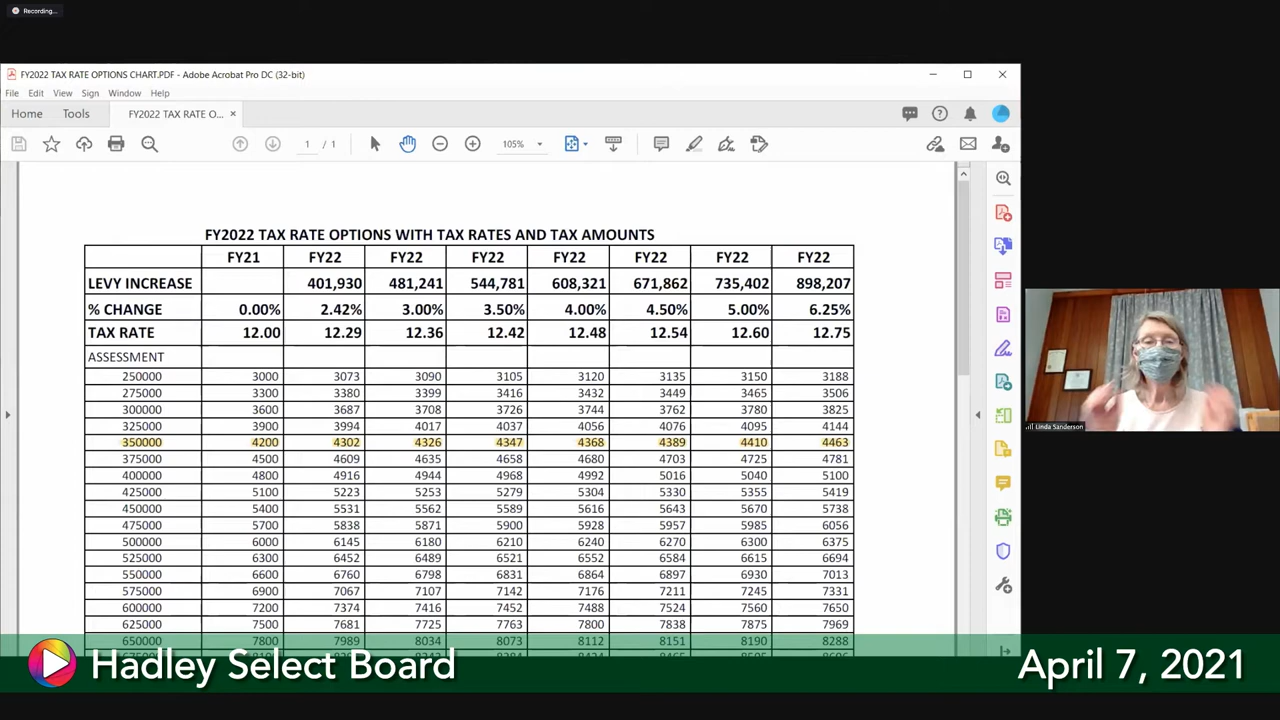 Recording...
FY2022 TAX RATE OPTIONS CHART.PDF - Adobe Acrobat Pro DC (32-bit)
File Edit View Sign Window Help
Home Tools FY2022 TAX RATE O... ×
1 / 1 105%
FY2022 TAX RATE OPTIONS WITH TAX RATES AND TAX AMOUNTS
FY21 FY22 FY22 FY22 FY22 FY22 FY22 FY22
LEVY INCREASE 401,930 481,241 544,781 608,321 671,862 735,402 898,207
% CHANGE 0.00% 2.42% 3.00% 3.50% 4.00% 4.50% 5.00% 6.25%
TAX RATE 12.00 12.29 12.36 12.42 12.48 12.54 12.60 12.75
ASSESSMENT
250000 3000 3073 3090 3105 3120 3135 3150 3188
275000 3300 3380 3399 3416 3432 3449 3465 3506
300000 3600 3687 3708 3726 3744 3762 3780 3825
325000 3900 3994 4017 4037 4056 4076 4095 4144
350000 4200 4302 4326 4347 4368 4389 4410 4463
375000 4500 4609 4635 4658 4680 4703 4725 4781
400000 4800 4916 4944 4968 4992 5016 5040 5100
425000 5100 5223 5253 5279 5304 5330 5355 5419
450000 5400 5531 5562 5589 5616 5643 5670 5738
475000 5700 5838 5871 5900 5928 5957 5985 6056
500000 6000 6145 6180 6210 6240 6270 6300 6375
525000 6300 6452 6489 6521 6552 6584 6615 6694
550000 6600 6760 6798 6831 6864 6897 6930 7013
575000 6900 7067 7107 7142 7176 7211 7245 7331
600000 7200 7374 7416 7452 7488 7524 7560 7650
625000 7500 7681 7725 7763 7800 7838 7875 7969
650000 7800 7989 8034 8073 8112 8151 8190 8288
Linda Sanderson
Hadley Select Board
April 7, 2021